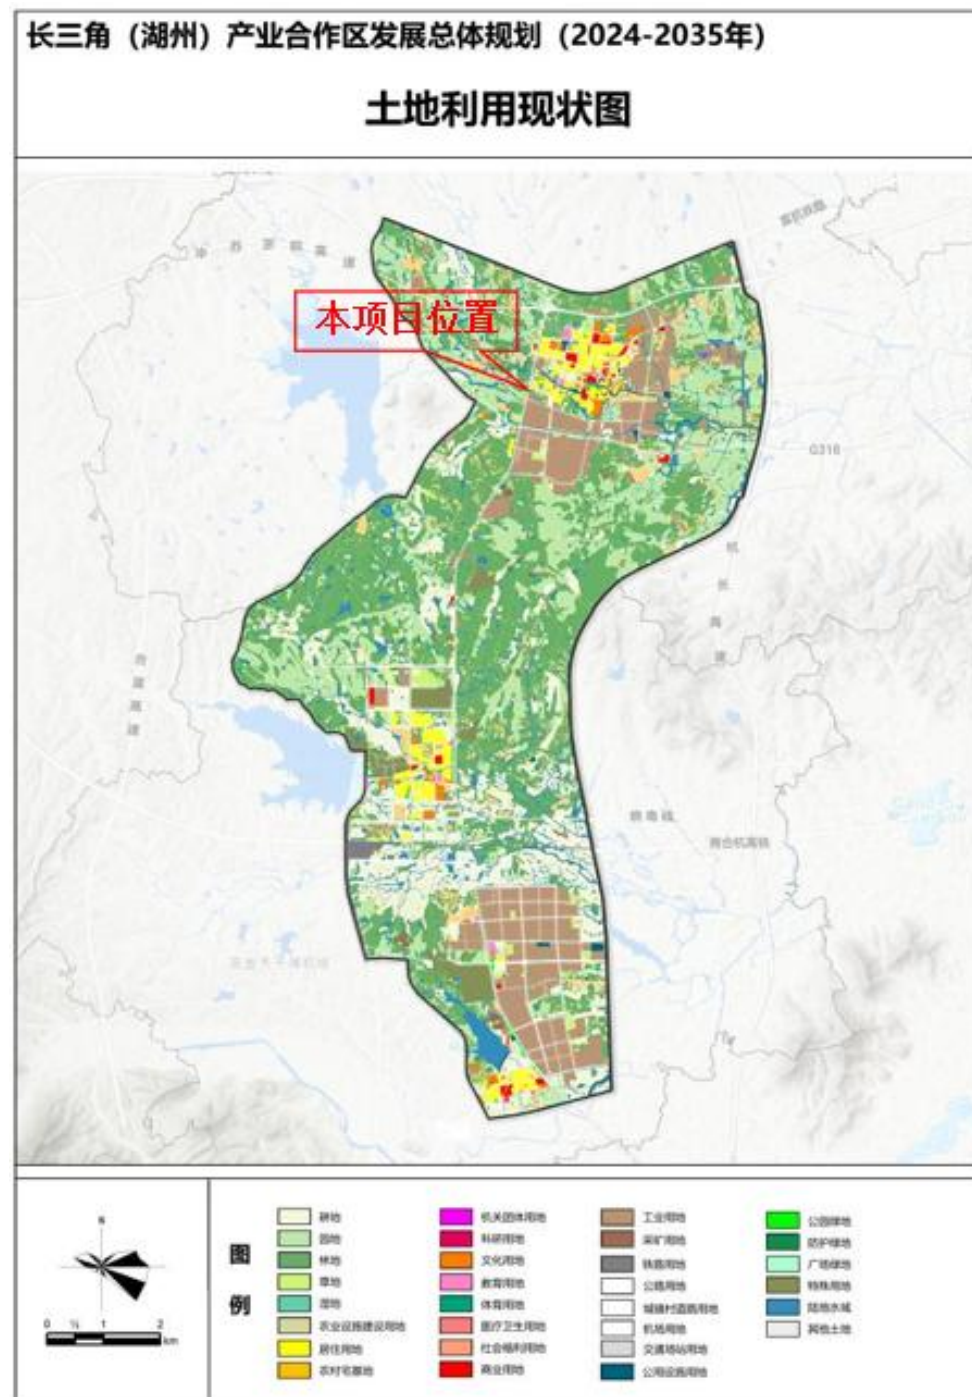 长三角（湖州）产业合作区发展总体规划（2024-2035年）
土地利用现状图
本项目位置
G318
商合杭高铁
N
0 ½ 1 2
km
图例
耕地
园地
林地
草地
湿地
农业设施建设用地
居住用地
农村宅基地
机关团体用地
科研用地
文化用地
教育用地
体育用地
医疗卫生用地
社会福利用地
商业用地
工业用地
采矿用地
铁路用地
公路用地
城镇村道路用地
机场用地
交通场站用地
公用设施用地
公园绿地
防护绿地
广场绿地
特殊用地
陆地水域
其他土地